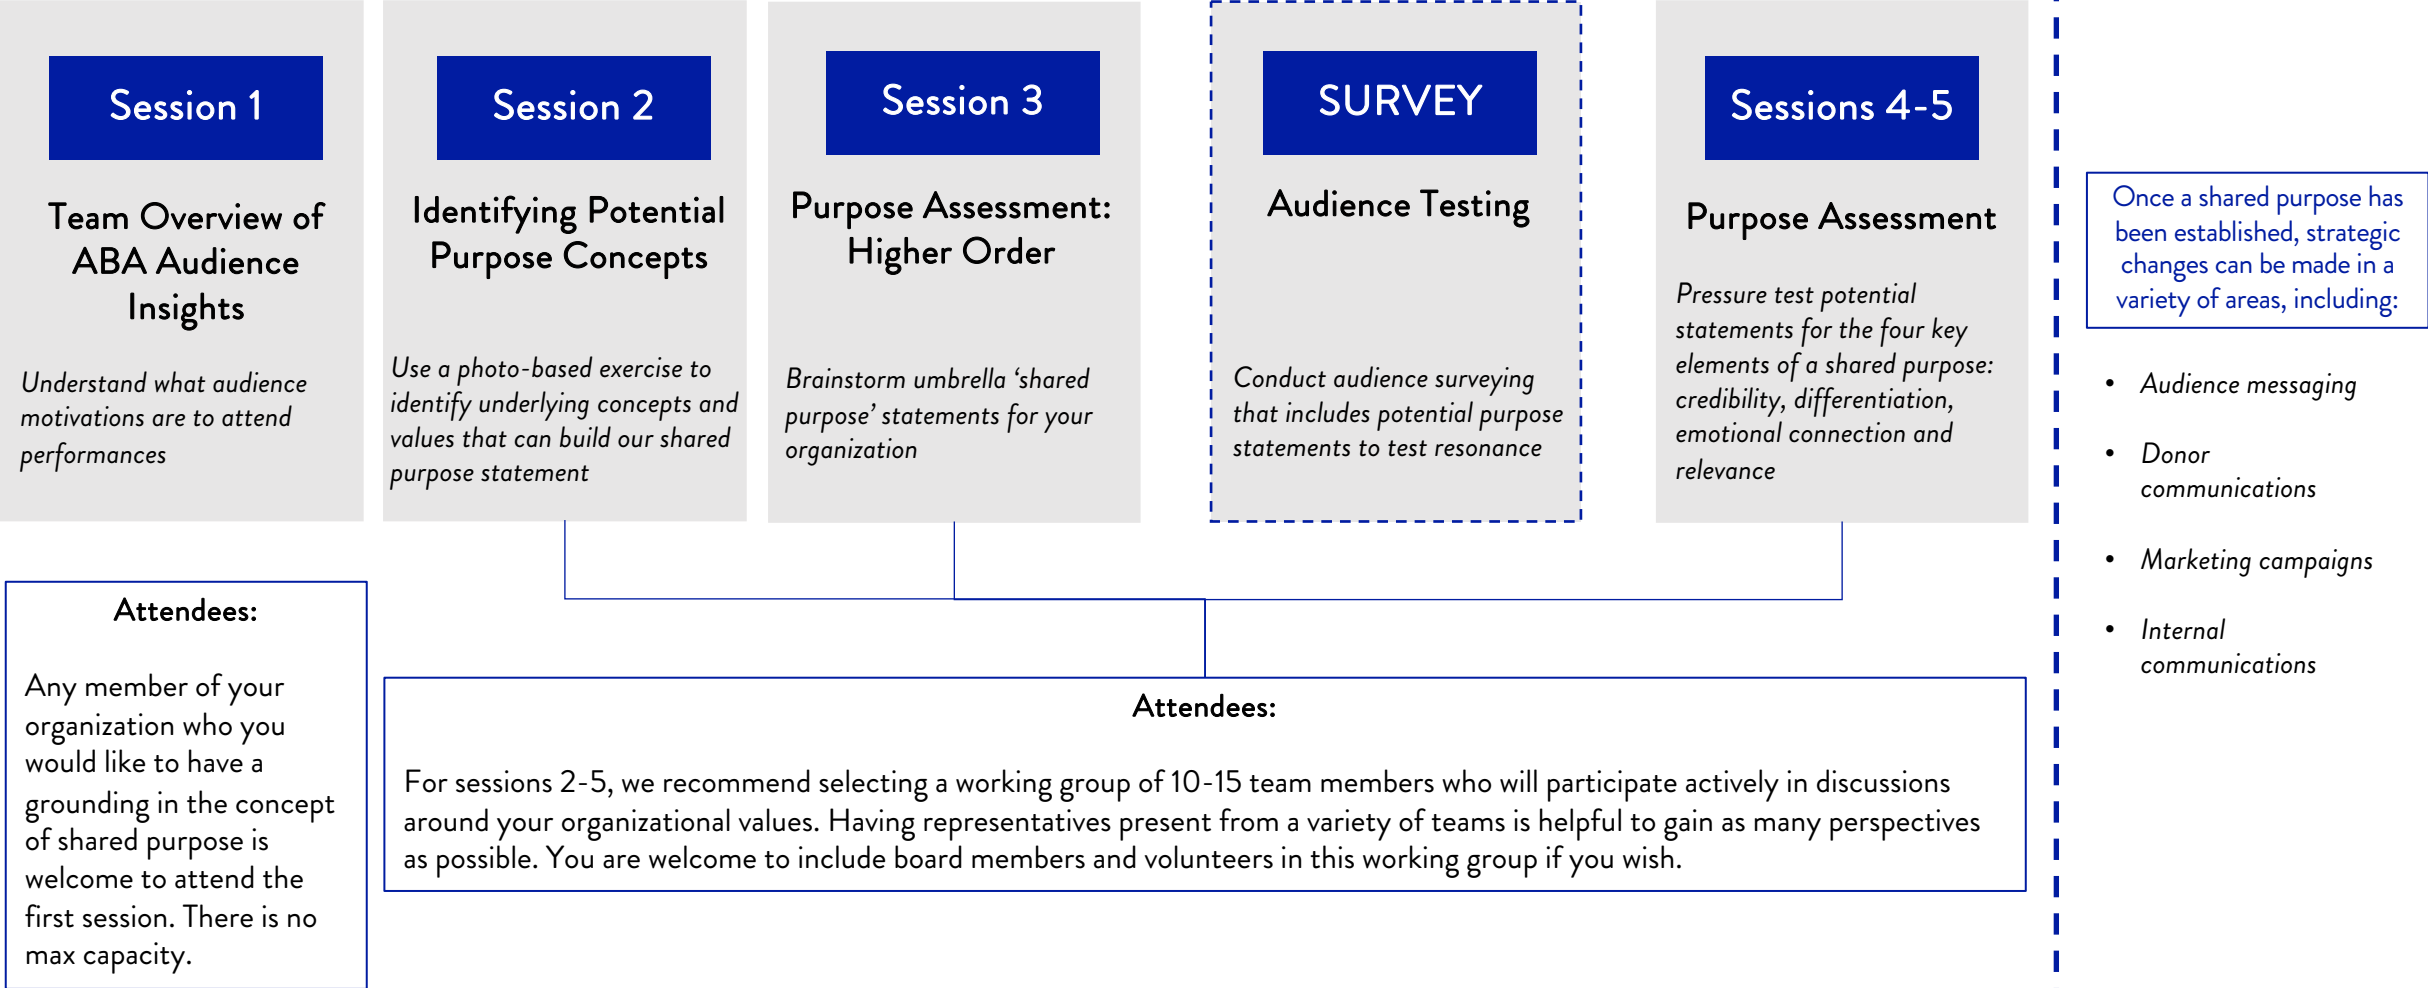 Session 1
Team Overview of
ABA Audience
Insights
Understand what audience
motivations are to attend
performances
Session 2
Identifying Potential
Purpose Concepts
Use a photo-based exercise to
identify underlying concepts and
values that can build our shared
purpose statement
Session 3
Purpose Assessment:
Higher Order
Brainstorm umbrella ‘shared
purpose’ statements for your
organization
SURVEY
Audience Testing
Conduct audience surveying
that includes potential purpose
statements to test resonance
Sessions 4-5
Purpose Assessment
Pressure test potential
statements for the four key
elements of a shared purpose:
credibility, differentiation,
emotional connection and
relevance
Attendees:
Any member of your
organization who you
would like to have a
grounding in the concept
of shared purpose is
welcome to attend the
first session. There is no
max capacity.
Attendees:
For sessions 2-5, we recommend selecting a working group of 10-15 team members who will participate actively in discussions
around your organizational values. Having representatives present from a variety of teams is helpful to gain as many perspectives
as possible. You are welcome to include board members and volunteers in this working group if you wish.
Once a shared purpose has
been established, strategic
changes can be made in a
variety of areas, including:
• Audience messaging
• Donor
communications
• Marketing campaigns
• Internal
communications